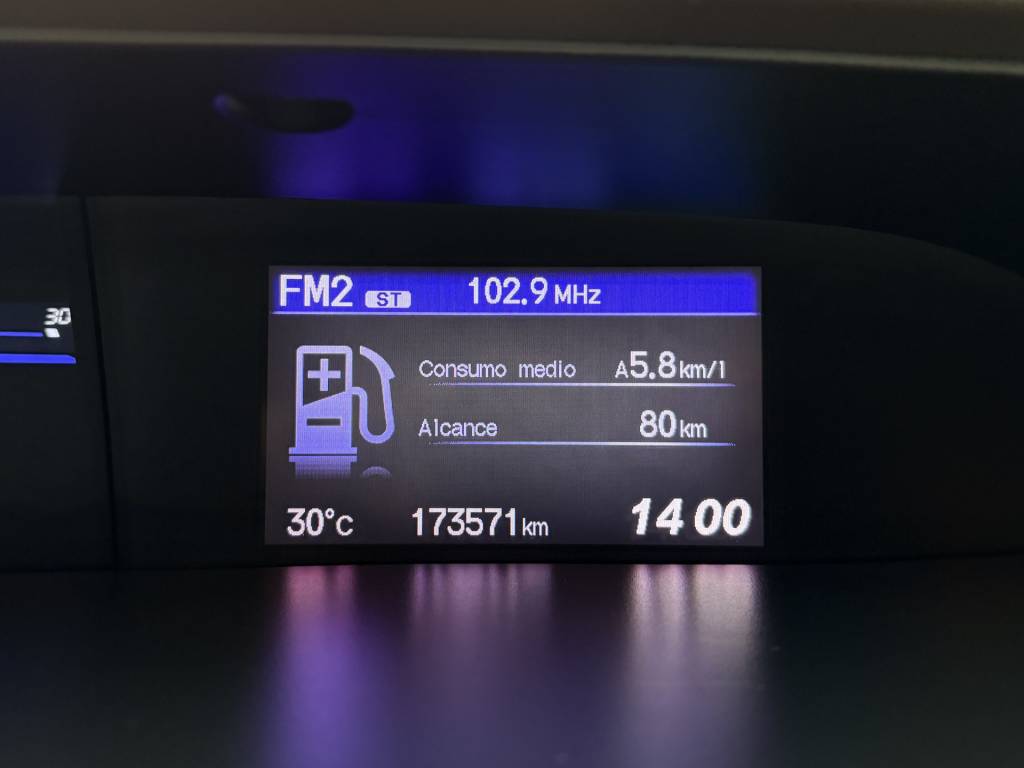 FM2 ST 102.9 MHz
30
Consumo medio A5.8 km/l
Alcance 80 km
30°C 173571 km 14 00